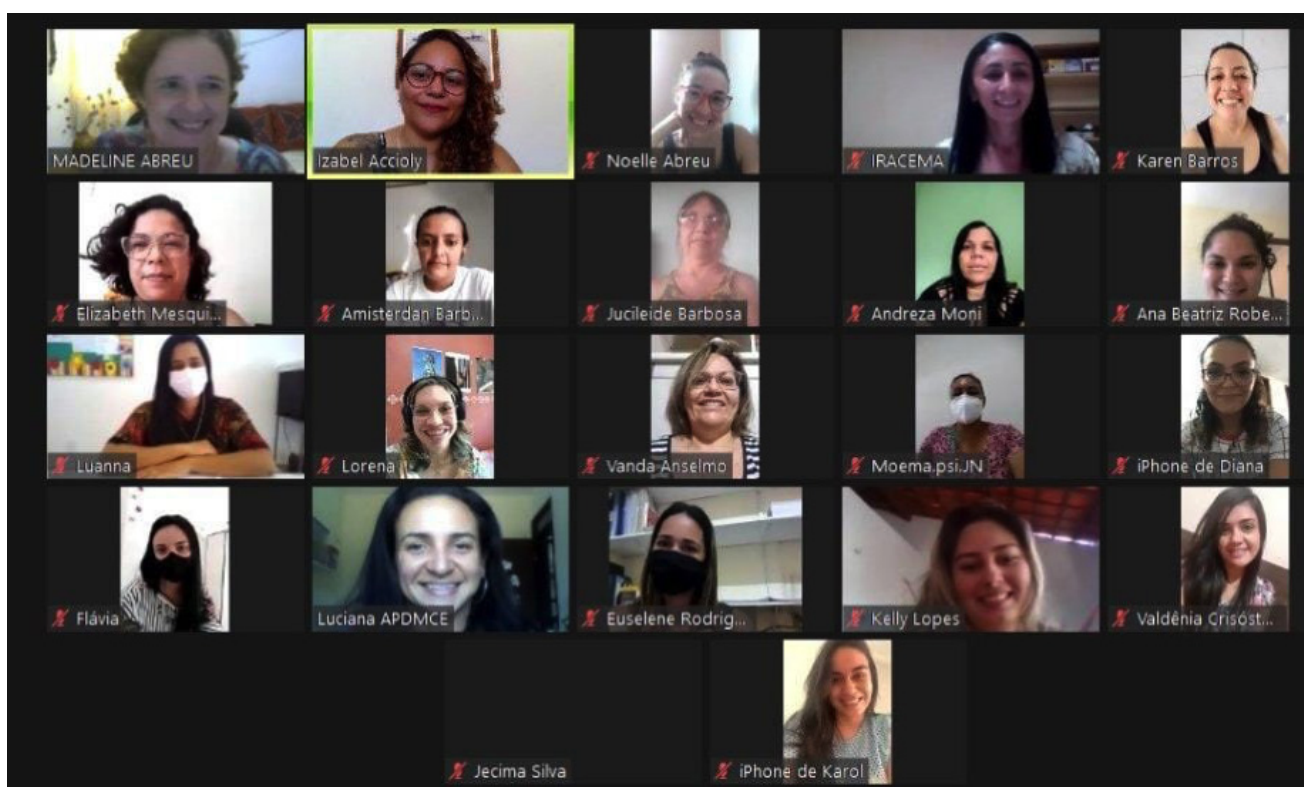 MADELINE ABREU
Izabel Accioly
Noelle Abreu
IRACEMA
Karen Barros
Elizabeth Mesqui...
Amisterdan Barb...
Jucileide Barbosa
Andreza Moni
Ana Beatriz Robe...
Luanna
Lorena
Vanda Anselmo
Moema.psi.JN
iPhone de Diana
Flávia
Luciana APDMCE
Euselene Rodrig...
Kelly Lopes
Valdênia Crisóst...
Jecima Silva
iPhone de Karol